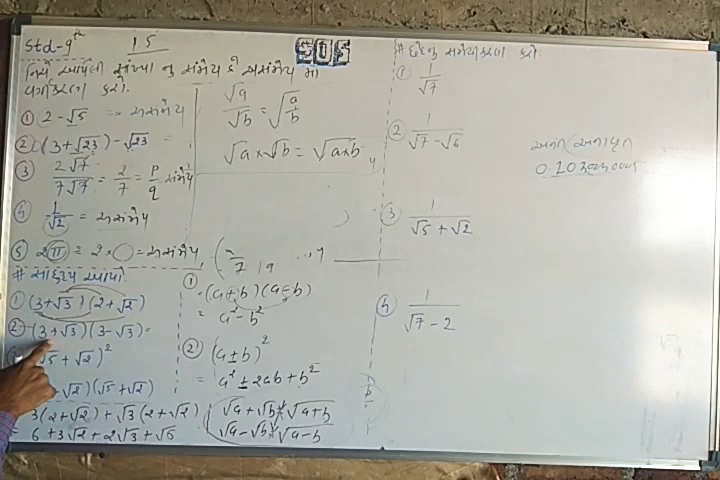 Std-9th
1.5
નિચે આપેલી સંખ્યા નુ સંમેય કે અસંમેય માં
વર્ગીકરણ કરો.
① 2 - √5 => અસંમેય
② (3 + √23) - √23 =
③ 2√7 / 7√7 = 2/7 = p/q સંમેય
④ 1/√2 = અસંમેય
⑤ 2π = 2 × = અસંમેય
√a / √b = √(a/b)
√a × √b = √(a×b)
# સાદુરૂપ આપો.
① (3+√3) (2+√2)
② (3+√3) (3-√3) =
√5 + √2)²
√2) (√5 + √2)
3(2+√2) + √3(2+√2)
= 6 + 3√2 + 2√3 + √6
① (a+b) (a-b)
= a² - b²
② (a±b)²
= a² ± 2ab + b²
√a + √b ≠ √a+b
√a - √b ≠ √a-b
# છેદનુ સંમેયીકરણ કરો.
① 1/√7
② 1 / √7 - √6
③ 1 / √5 + √2
④ 1 / √7 - 2